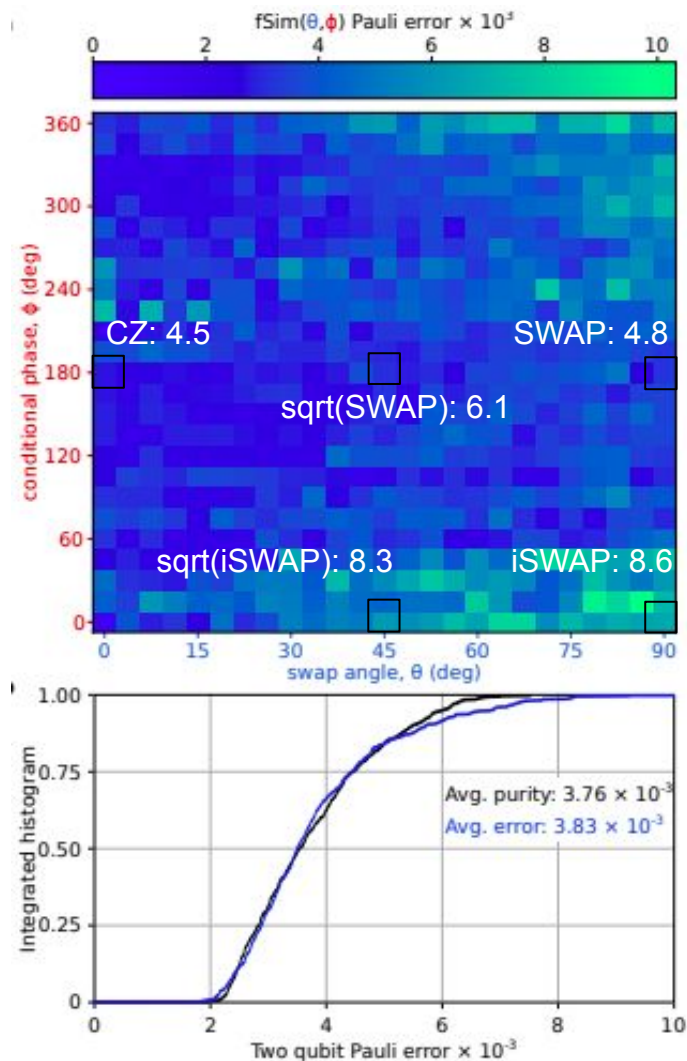 fSim(θ,ϕ) Pauli error × 10⁻³
0 2 4 6 8 10
360
300
240
180
120
60
0
conditional phase, ϕ (deg)
CZ: 4.5
SWAP: 4.8
sqrt(SWAP): 6.1
sqrt(iSWAP): 8.3
iSWAP: 8.6
0 15 30 45 60 75 90
swap angle, θ (deg)
1.00
0.75
0.50
0.25
0
Integrated histogram
Avg. purity: 3.76 × 10⁻³
Avg. error: 3.83 × 10⁻³
0 2 4 6 8 10
Two qubit Pauli error × 10⁻³